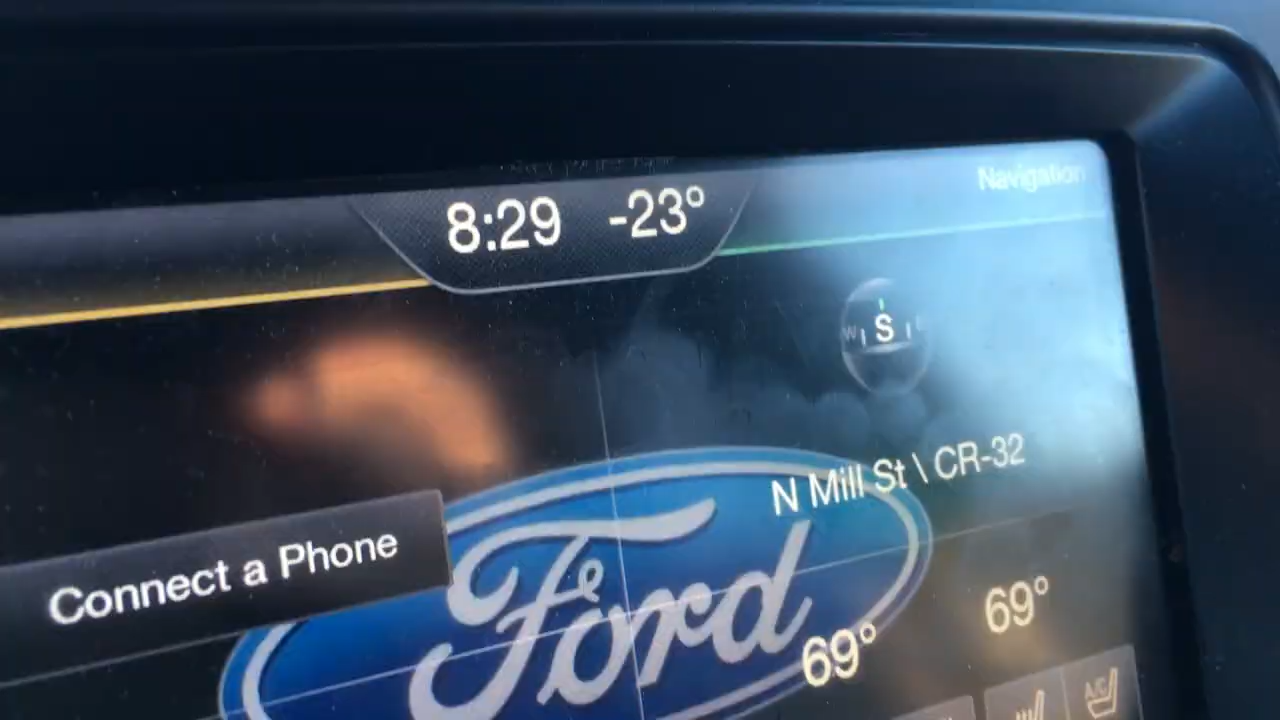 8:29 -23°
Navigation
W S
N Mill St \ CR-32
Connect a Phone
Ford
69°
69°
A/C